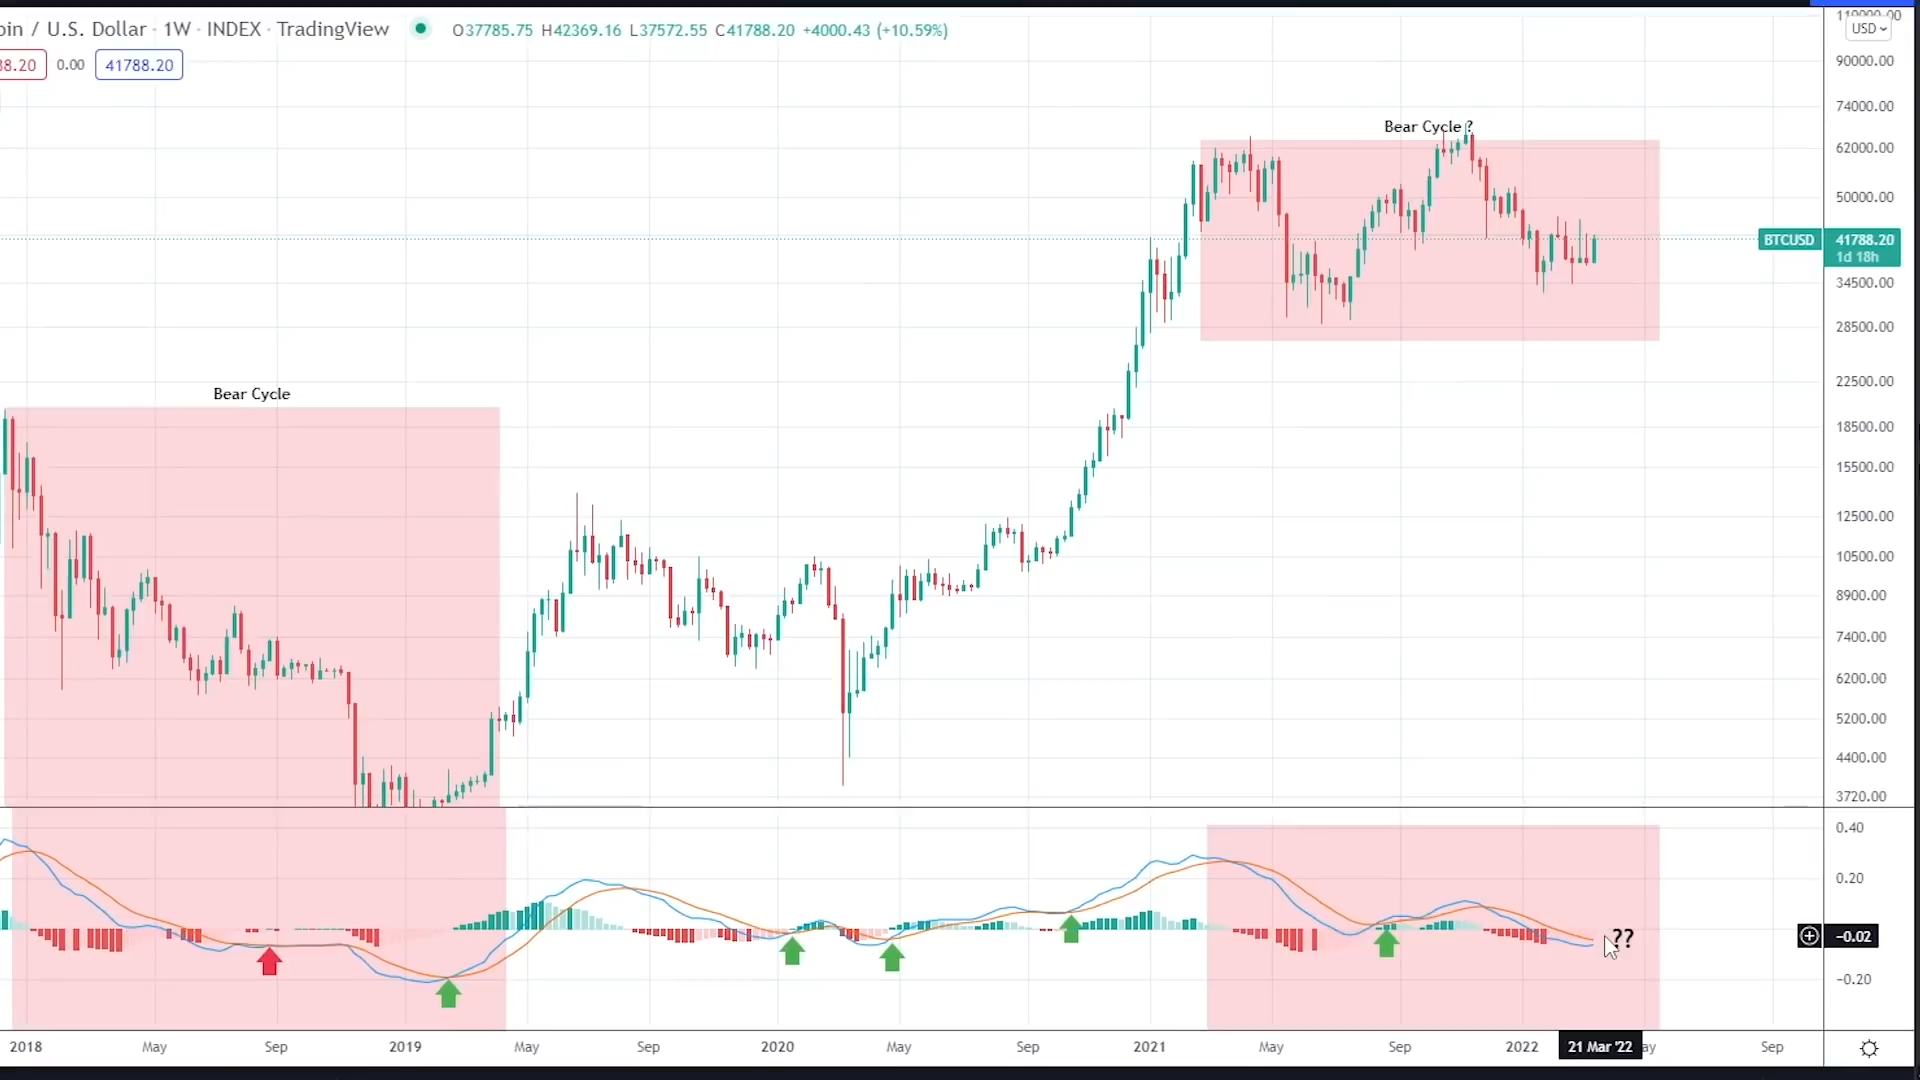 oin / U.S. Dollar · 1W · INDEX · TradingView O37785.75 H42369.16 L37572.55 C41788.20 +4000.43 (+10.59%)
38.20 0.00 41788.20
USD
110000.00
90000.00
74000.00
62000.00
50000.00
BTCUSD 41788.20
1d 18h
34500.00
28500.00
22500.00
18500.00
15500.00
12500.00
10500.00
8900.00
7400.00
6200.00
5200.00
4400.00
3720.00
Bear Cycle ?
Bear Cycle
0.40
0.20
-0.02
-0.20
??
2018 May Sep 2019 May Sep 2020 May Sep 2021 May Sep 2022 21 Mar '22 ay Sep